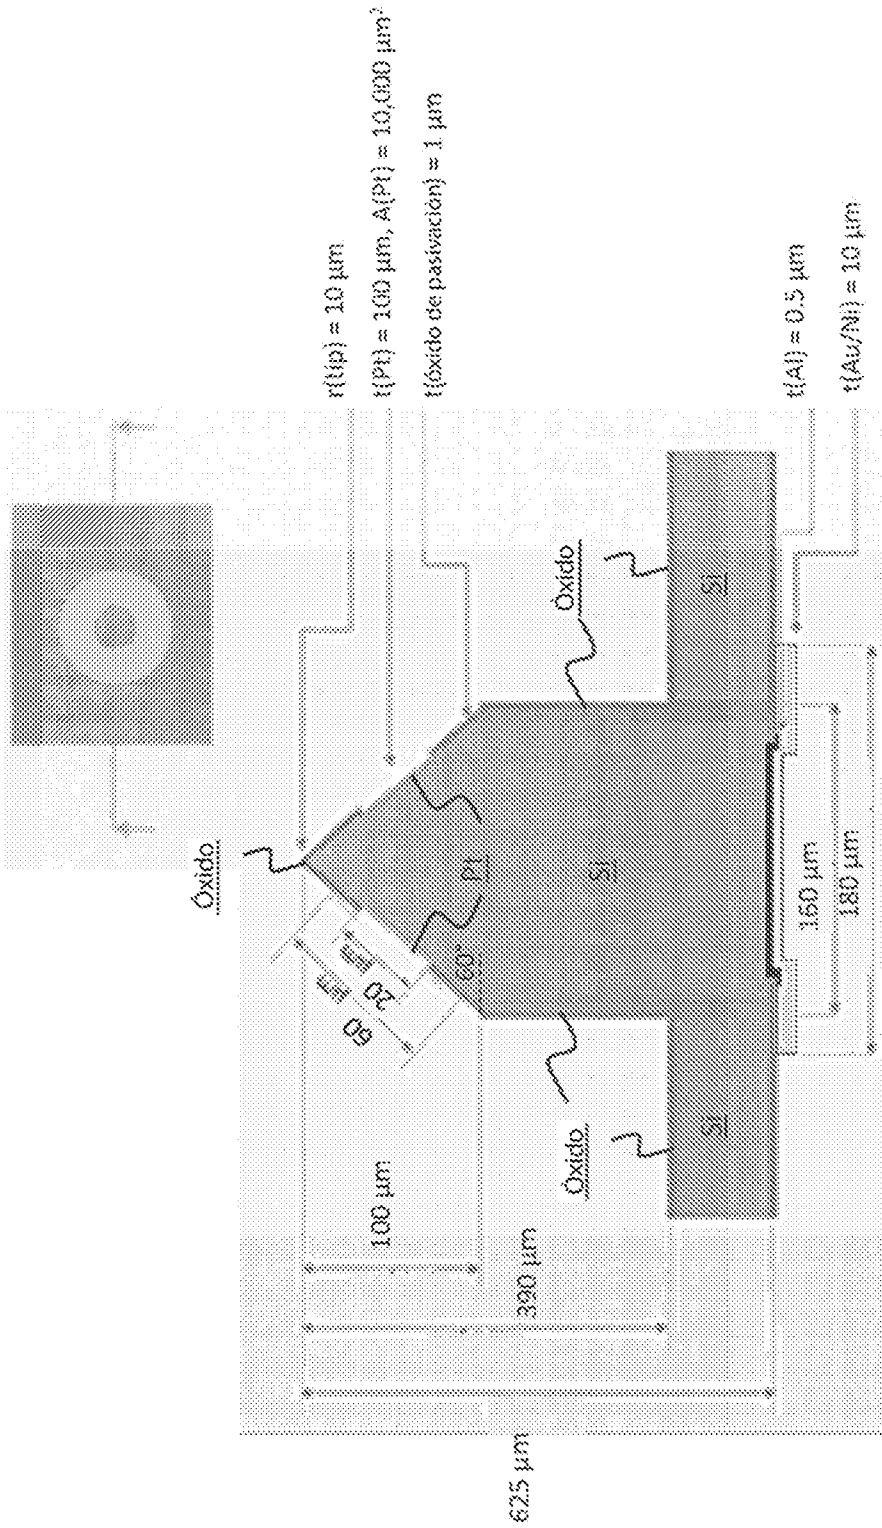 r(tip) = 10 µm
t(Pt) = 100 µm, A(Pt) = 10,000 µm²
t(óxido de pasivación) = 1 µm
Óxido
60 µm
20 µm
60°
Pt
Óxido
Si
Si
Si
Óxido
Óxido
100 µm
390 µm
625 µm
160 µm
180 µm
t(Al) = 0.5 µm
t(Au/Ni) = 10 µm